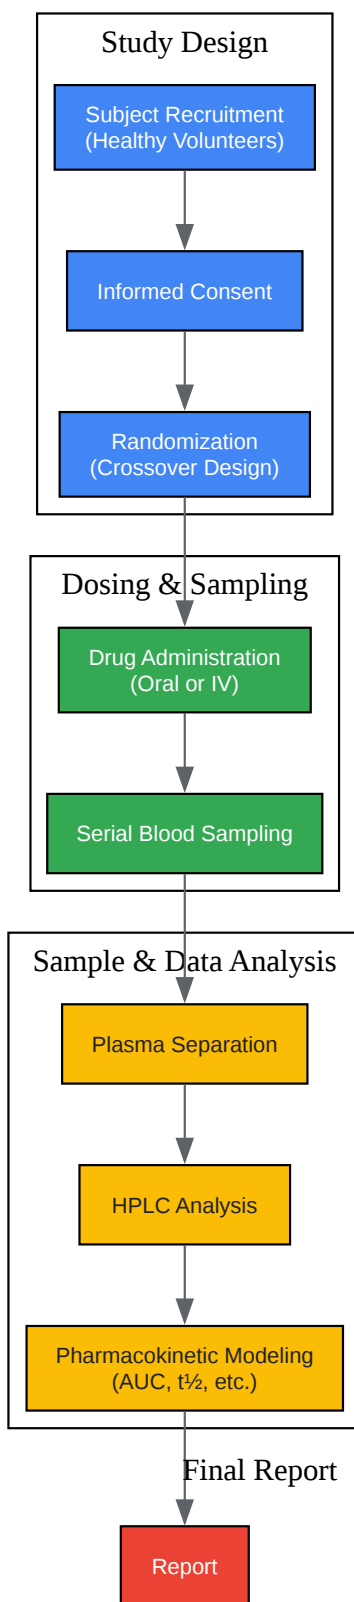 Study Design
Subject Recruitment
(Healthy Volunteers)
Informed Consent
Randomization
(Crossover Design)
Dosing & Sampling
Drug Administration
(Oral or IV)
Serial Blood Sampling
Sample & Data Analysis
Plasma Separation
HPLC Analysis
Pharmacokinetic Modeling
(AUC, t½, etc.)
Final Report
Report